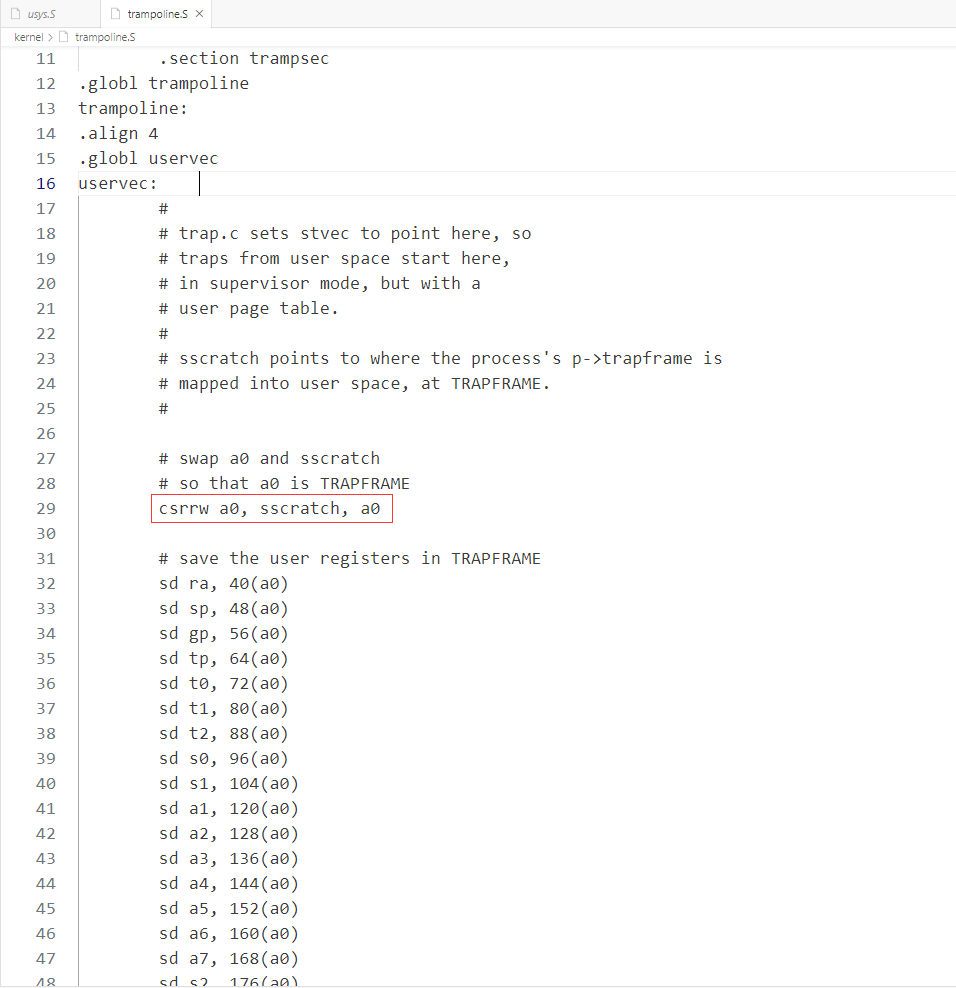 usys.S
trampoline.S ×
kernel > trampoline.S
11 .section trampsec
12 .globl trampoline
13 trampoline:
14 .align 4
15 .globl uservec
16 uservec:
17 #
18 # trap.c sets stvec to point here, so
19 # traps from user space start here,
20 # in supervisor mode, but with a
21 # user page table.
22 #
23 # sscratch points to where the process's p->trapframe is
24 # mapped into user space, at TRAPFRAME.
25 #
26
27 # swap a0 and sscratch
28 # so that a0 is TRAPFRAME
29 csrrw a0, sscratch, a0
30
31 # save the user registers in TRAPFRAME
32 sd ra, 40(a0)
33 sd sp, 48(a0)
34 sd gp, 56(a0)
35 sd tp, 64(a0)
36 sd t0, 72(a0)
37 sd t1, 80(a0)
38 sd t2, 88(a0)
39 sd s0, 96(a0)
40 sd s1, 104(a0)
41 sd a1, 120(a0)
42 sd a2, 128(a0)
43 sd a3, 136(a0)
44 sd a4, 144(a0)
45 sd a5, 152(a0)
46 sd a6, 160(a0)
47 sd a7, 168(a0)
48 sd s2, 176(a0)